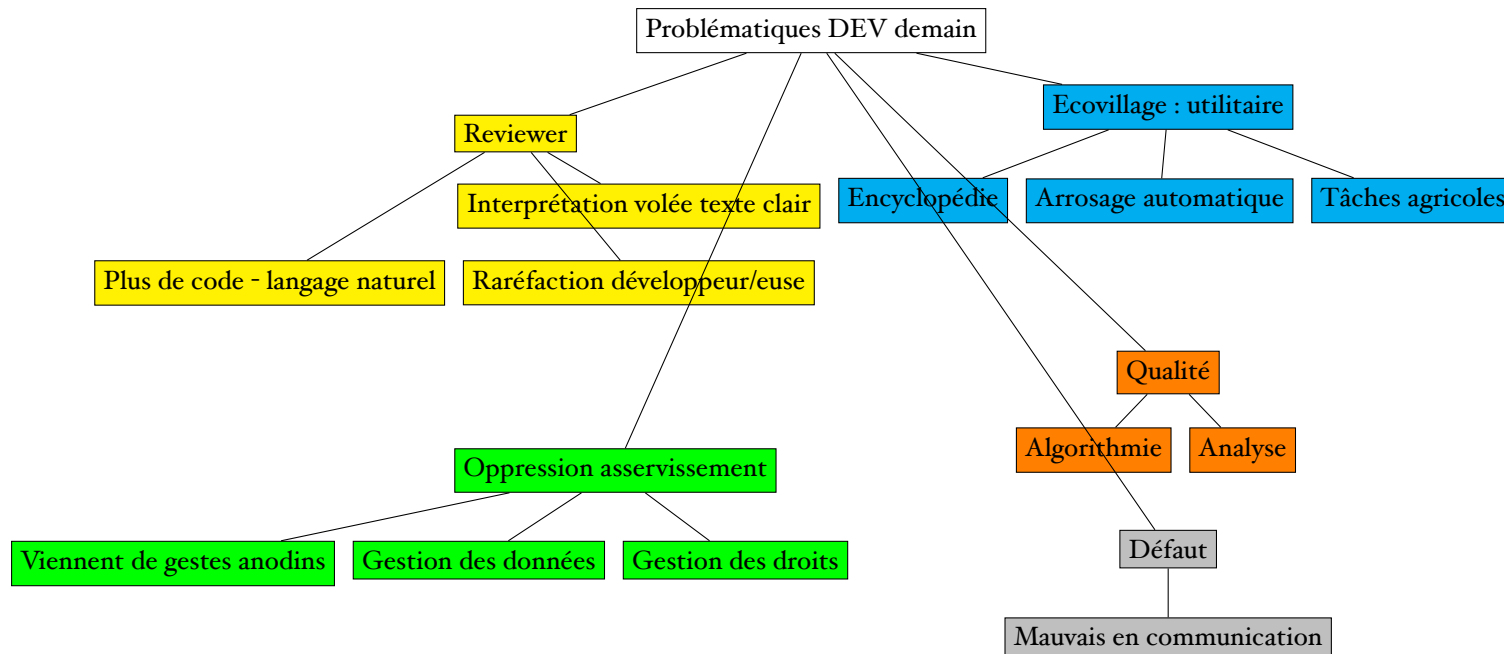 Problématiques DEV demain
Reviewer
Ecovillage : utilitaire
Interprétation volée texte clair
Encyclopédie
Arrosage automatique
Tâches agricoles
Plus de code - langage naturel
Raréfaction développeur/euse
Qualité
Algorithmie
Analyse
Oppression asservissement
Viennent de gestes anodins
Gestion des données
Gestion des droits
Défaut
Mauvais en communication